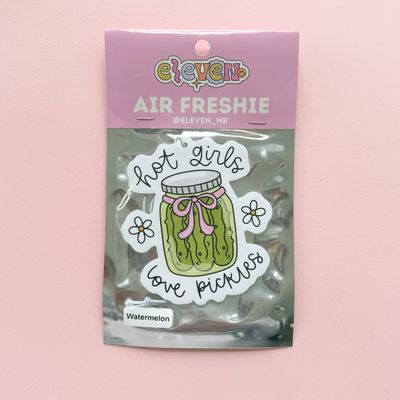 eleven
AIR FRESHIE
@ELEVEN_NB
hot girls
love pickles
Watermelon